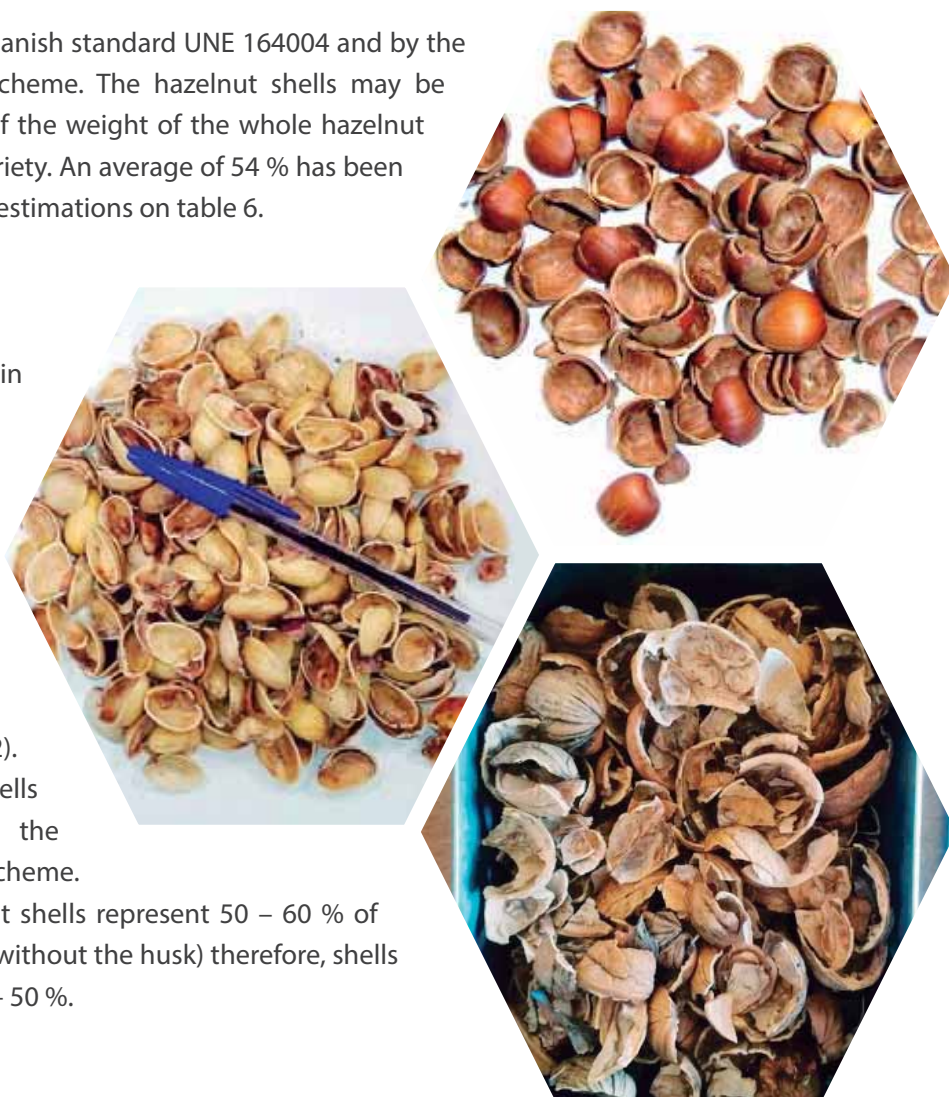 anish standard UNE 164004 and by the
cheme. The hazelnut shells may be
f the weight of the whole hazelnut
riety. An average of 54 % has been
estimations on table 6.
in
2).
ells
the
cheme.
t shells represent 50 – 60 % of
(without the husk) therefore, shells
– 50 %.